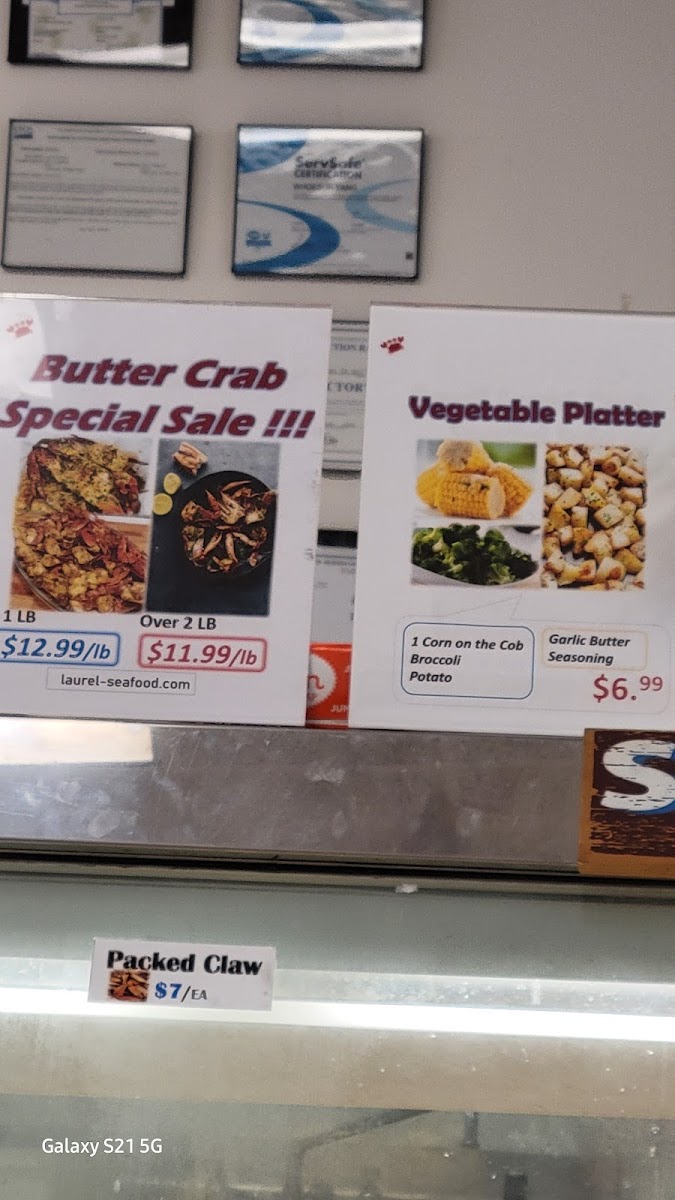 ServSafe
CERTIFICATION
Butter Crab
Special Sale !!!
1 LB
Over 2 LB
$12.99/lb
$11.99/lb
laurel-seafood.com
Vegetable Platter
1 Corn on the Cob
Broccoli
Potato
Garlic Butter
Seasoning
$6.99
S
Packed Claw
$7/EA
Galaxy S21 5G